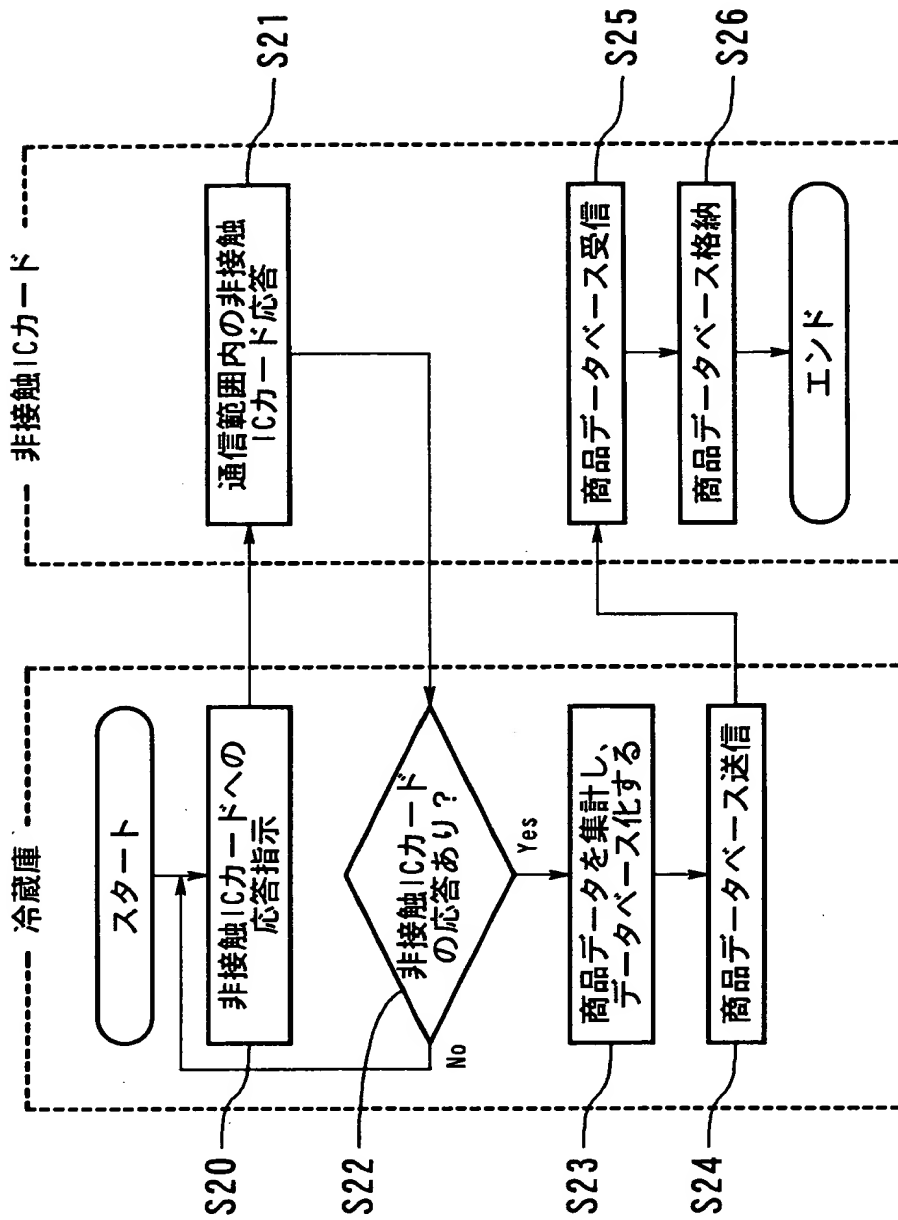 冷蔵庫
スタート
非接触ICカードへの
応答指示
S20
非接触ICカード
の応答あり?
S22
No
Yes
商品データを集計し、
データベース化する
S23
商品データベース送信
S24
非接触ICカード
通信範囲内の非接触
ICカード応答
S21
商品データベース受信
S25
商品データベース格納
S26
エンド